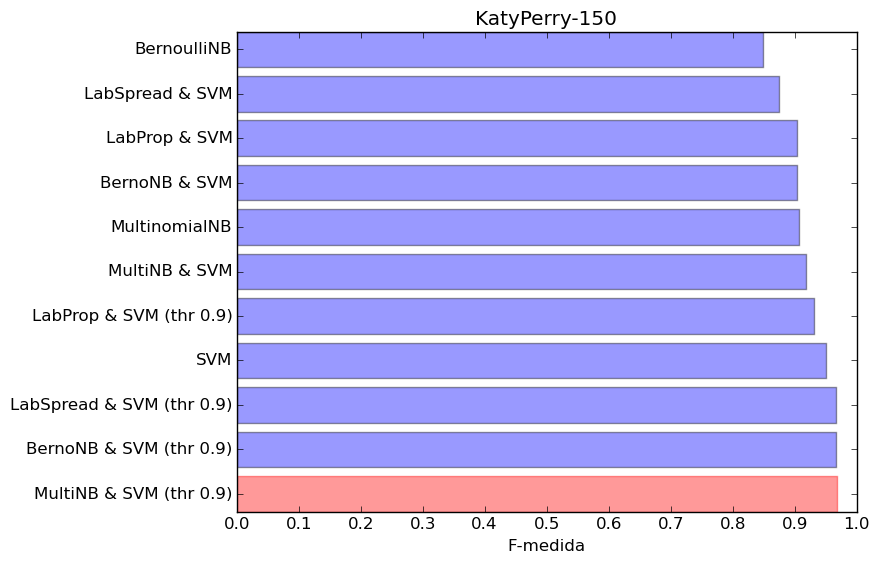 KatyPerry-150
BernoulliNB
LabSpread & SVM
LabProp & SVM
BernoNB & SVM
MultinomialNB
MultiNB & SVM
LabProp & SVM (thr 0.9)
SVM
LabSpread & SVM (thr 0.9)
BernoNB & SVM (thr 0.9)
MultiNB & SVM (thr 0.9)
0.0 0.1 0.2 0.3 0.4 0.5 0.6 0.7 0.8 0.9 1.0
F-medida